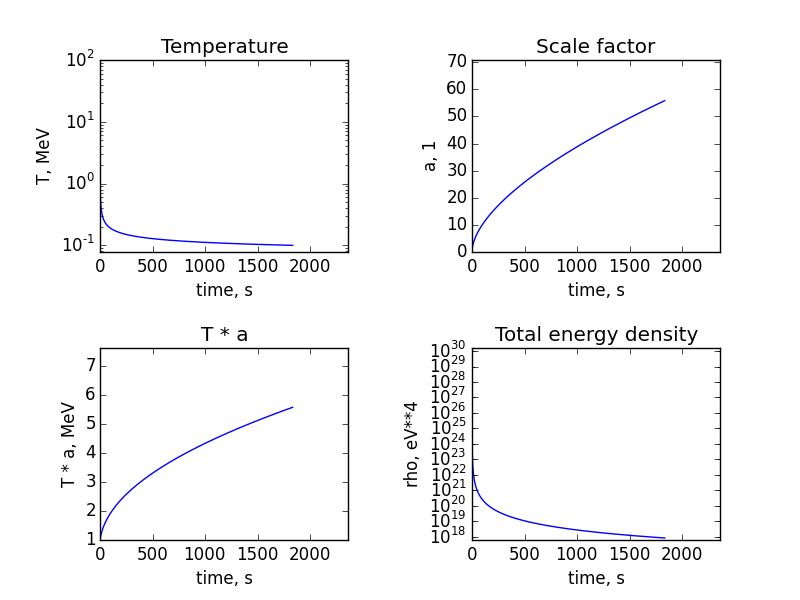 Temperature
10^2
10^1
10^0
10^-1
T, MeV
0 500 1000 1500 2000
time, s
Scale factor
70
60
50
40
30
20
10
0
a, 1
0 500 1000 1500 2000
time, s
T * a
7
6
5
4
3
2
1
T * a, MeV
0 500 1000 1500 2000
time, s
Total energy density
10^30
10^29
10^28
10^27
10^26
10^25
10^24
10^23
10^22
10^21
10^20
10^19
10^18
rho, eV**4
0 500 1000 1500 2000
time, s